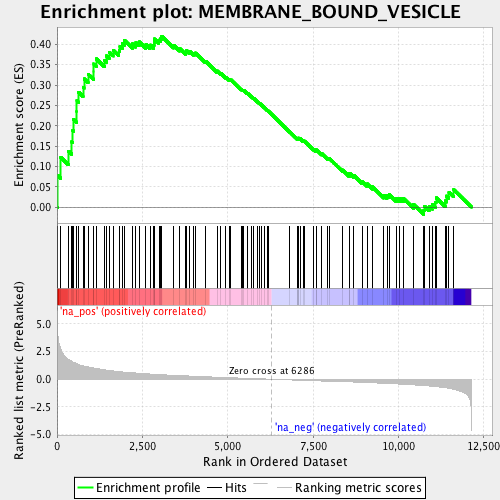 Enrichment plot: MEMBRANE_BOUND_VESICLE
Enrichment score (ES)
0.40
0.35
0.30
0.25
0.20
0.15
0.10
0.05
0.00
'na_pos' (positively correlated)
Ranked list metric (PreRanked)
5.0
2.5
0.0
-2.5
-5.0
Zero cross at 6286
'na_neg' (negatively correlated)
0
2,500
5,000
7,500
10,000
12,500
Rank in Ordered Dataset
Enrichment profile
Hits
Ranking metric scores